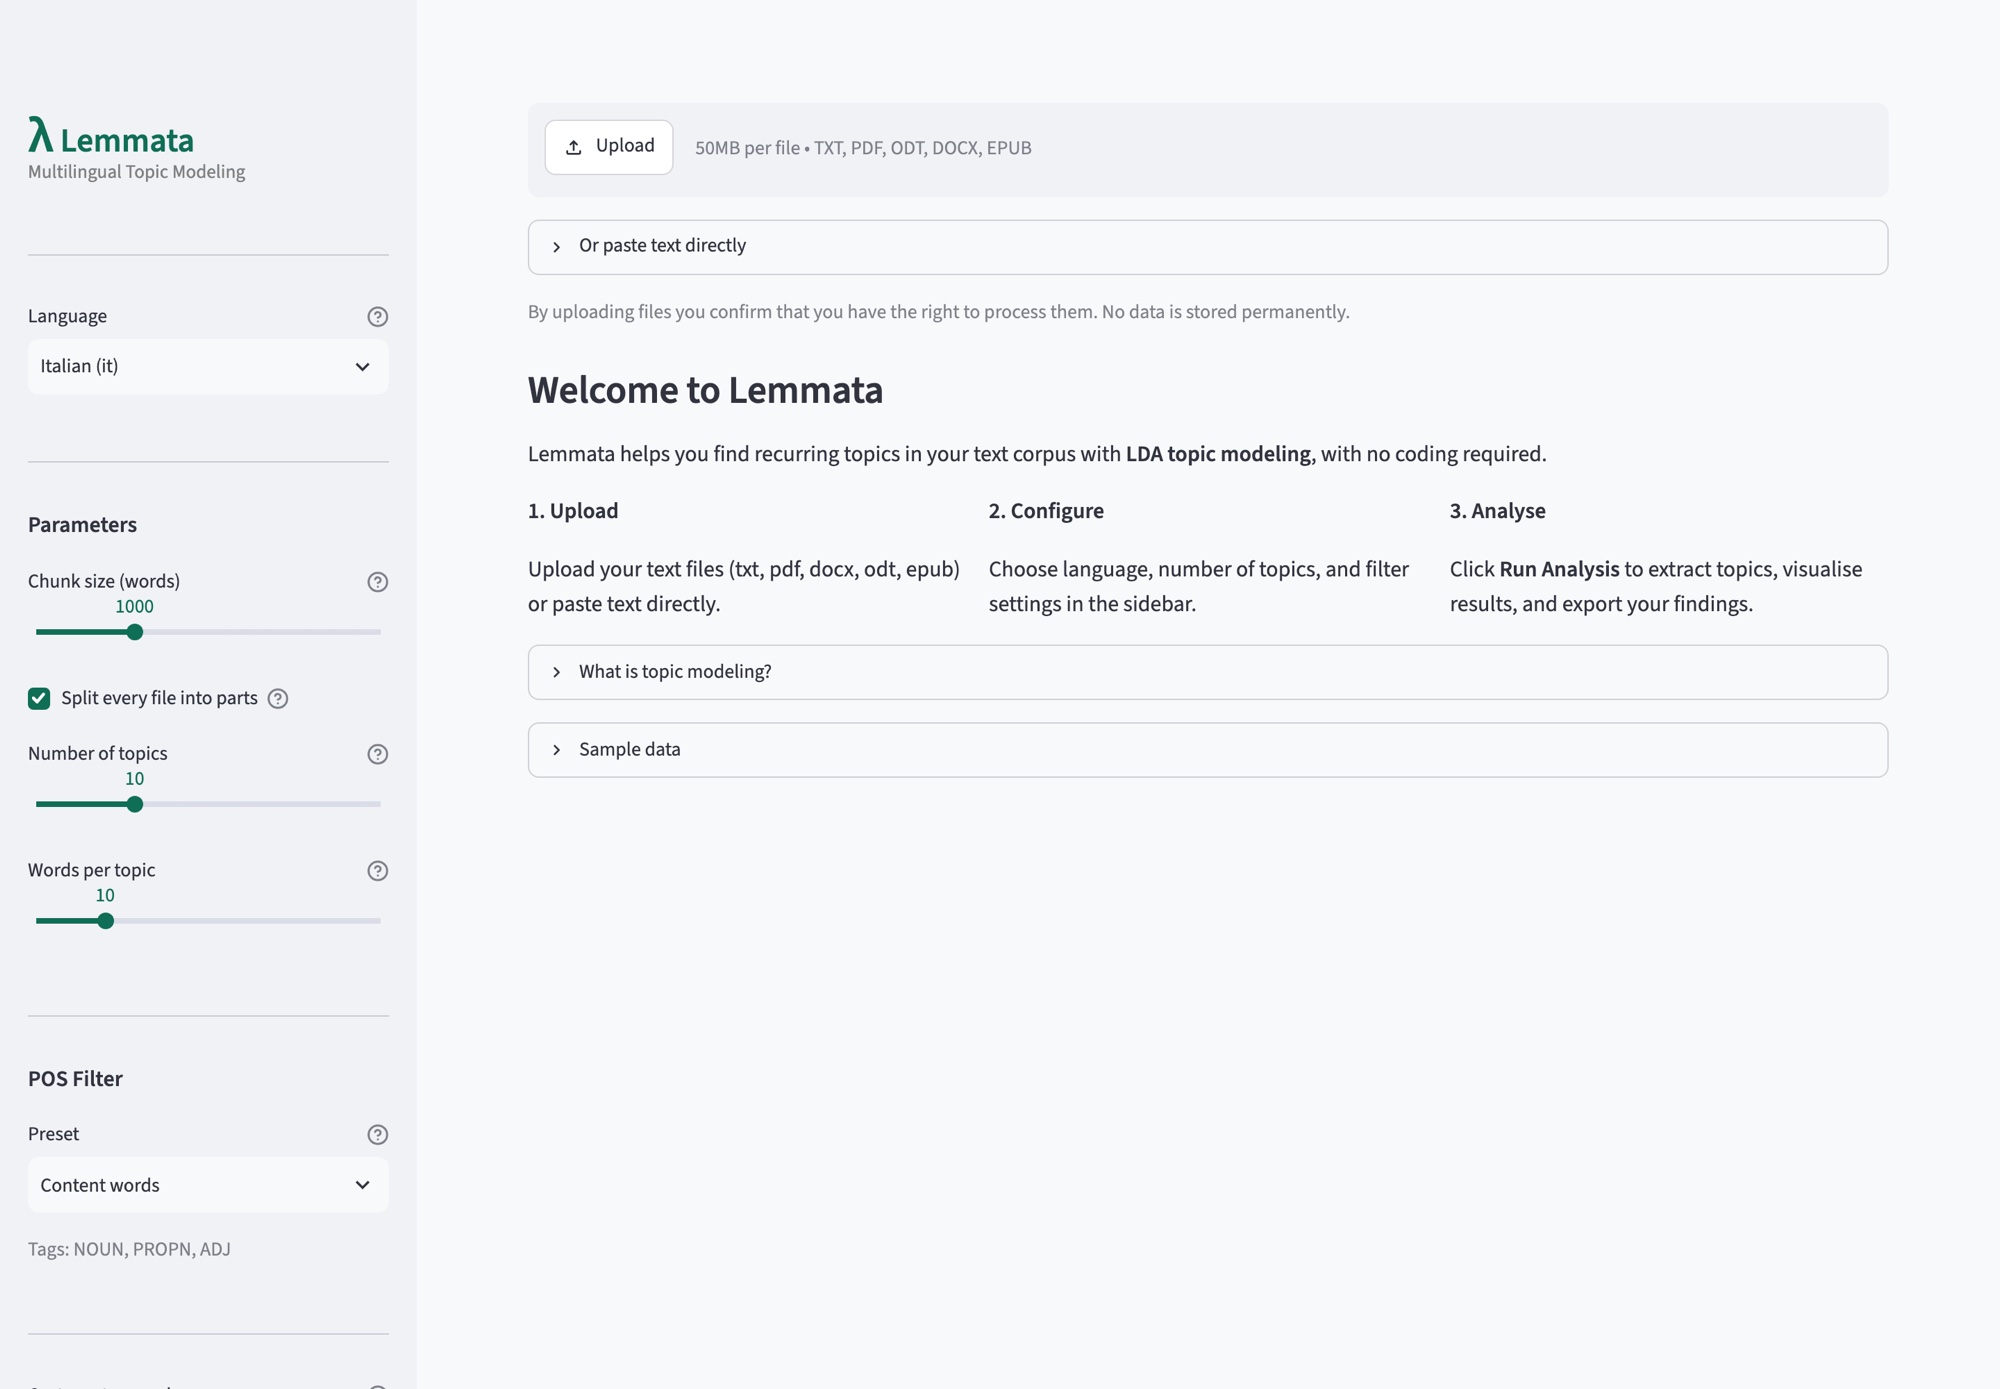 λ Lemmata
Multilingual Topic Modeling
Language
Italian (it)
Parameters
Chunk size (words)
1000
Split every file into parts
Number of topics
10
Words per topic
10
POS Filter
Preset
Content words
Tags: NOUN, PROPN, ADJ
Upload
50MB per file • TXT, PDF, ODT, DOCX, EPUB
Or paste text directly
By uploading files you confirm that you have the right to process them. No data is stored permanently.
Welcome to Lemmata
Lemmata helps you find recurring topics in your text corpus with LDA topic modeling, with no coding required.
1. Upload
Upload your text files (txt, pdf, docx, odt, epub)
or paste text directly.
2. Configure
Choose language, number of topics, and filter
settings in the sidebar.
3. Analyse
Click Run Analysis to extract topics, visualise
results, and export your findings.
What is topic modeling?
Sample data